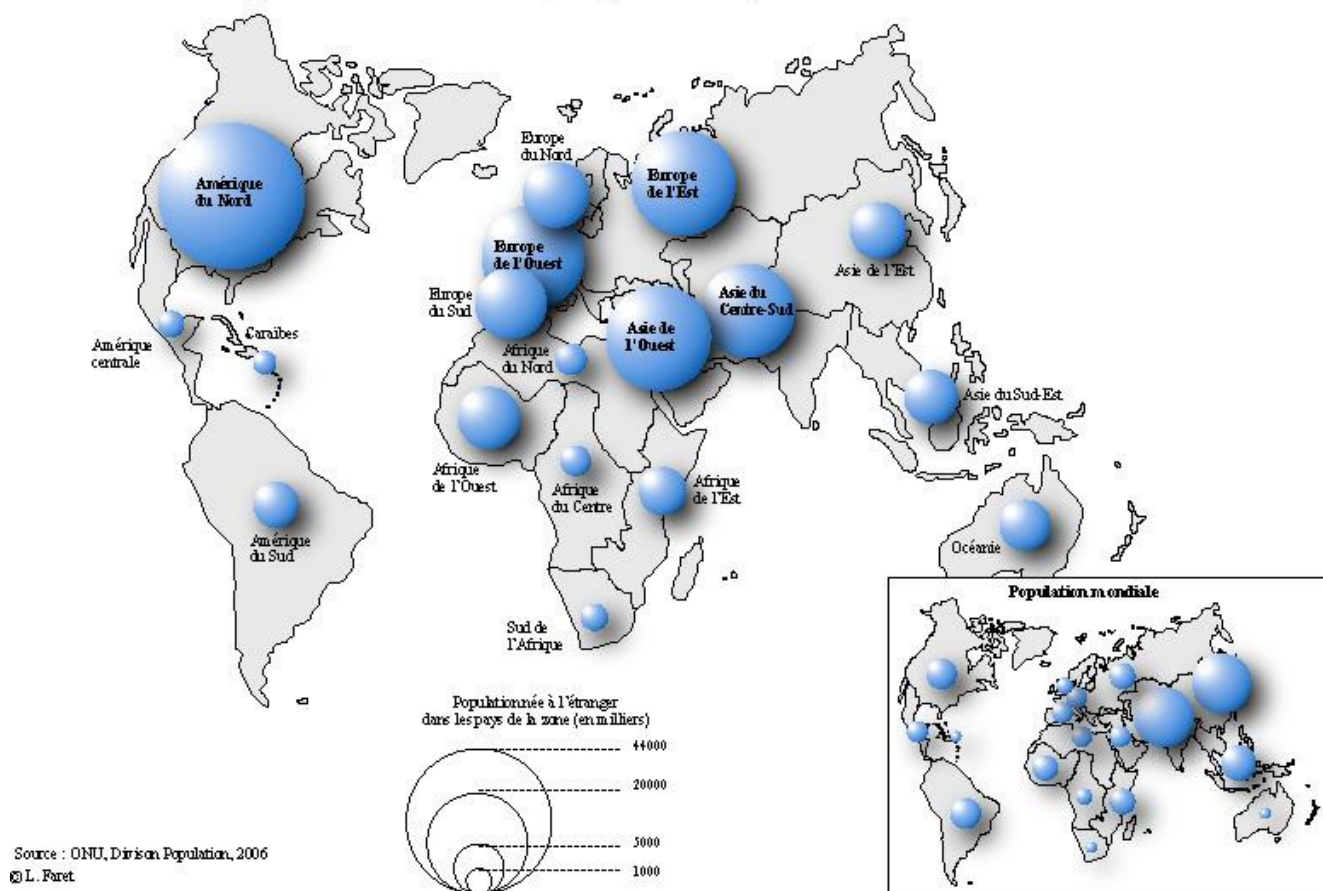 Amérique
du Nord
Europe
du Nord
Europe
de l'Est
Europe
de l'Ouest
Asie de l'Est
Europe
du Sud
Asie du
Centre-Sud
Asie de
l'Ouest
Amérique
centrale
Caraïbes
Afrique
du Nord
Asie du Sud-Est
Afrique
de l'Ouest
Afrique
du Centre
Afrique
de l'Est
Amérique
du Sud
Océanie
Sud de
l'Afrique
Population mondiale
Population née à l'étranger
dans les pays de la zone (en milliers)
44000
20000
5000
1000
Source : ONU, Divison Population, 2006
© L. Faret